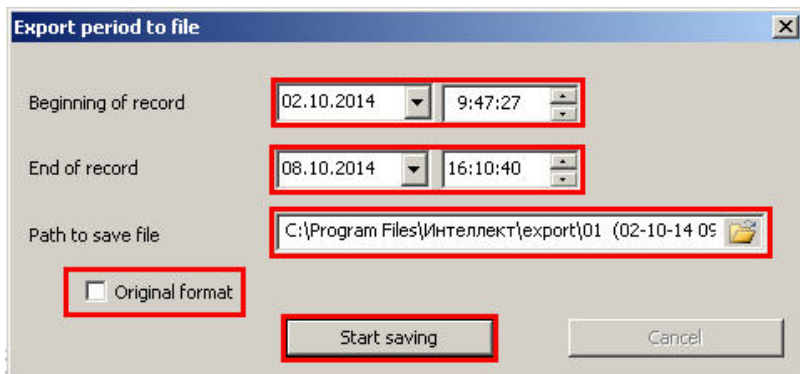 Export period to file
Beginning of record 02.10.2014 9:47:27
End of record 08.10.2014 16:10:40
Path to save file C:\Program Files\Интеллект\export\01 (02-10-14 09
Original format
Start saving Cancel